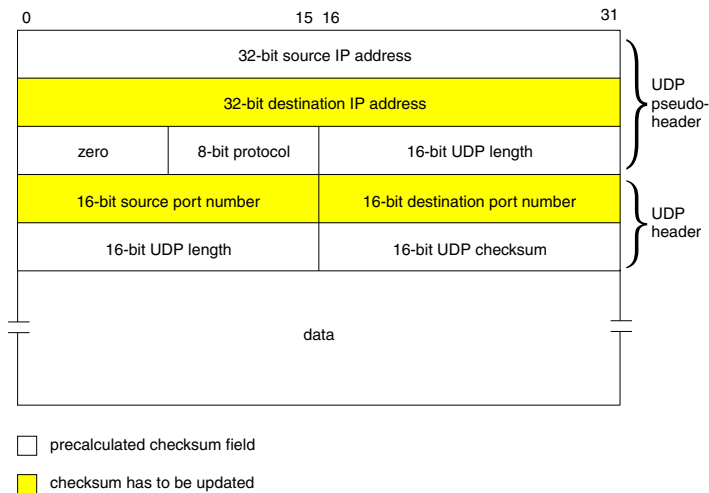 0 15 16 31
32-bit source IP address
32-bit destination IP address
zero 8-bit protocol 16-bit UDP length
UDP
pseudo-
header
16-bit source port number 16-bit destination port number
16-bit UDP length 16-bit UDP checksum
UDP
header
data
precalculated checksum field
checksum has to be updated